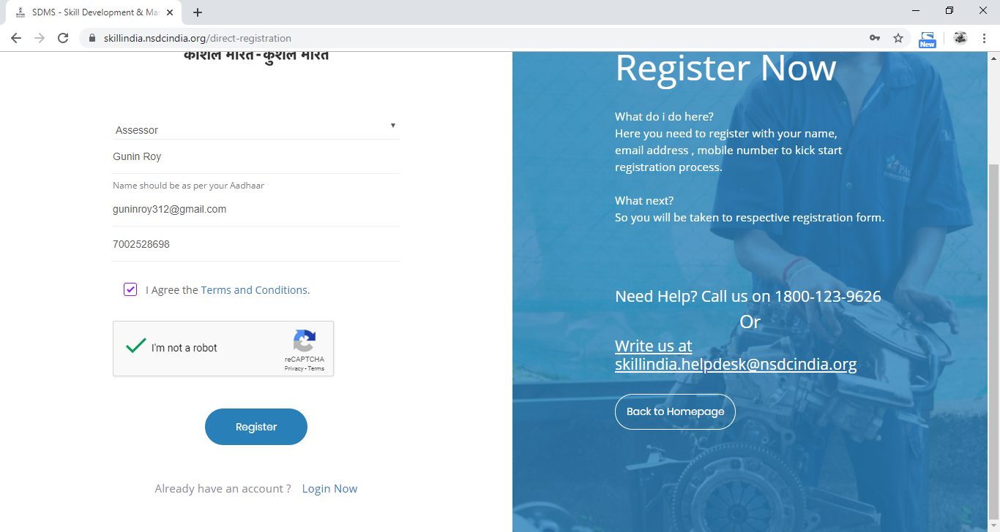 SDMS - Skill Development & Ma
skillindia.nsdcindia.org/direct-registration
New
कौशल भारत - कुशल भारत
Assessor
Gunin Roy
Name should be as per your Aadhaar
guninroy312@gmail.com
7002528698
I Agree the Terms and Conditions.
I'm not a robot
reCAPTCHA
Privacy - Terms
Register
Already have an account ? Login Now
Register Now
What do i do here?
Here you need to register with your name,
email address , mobile number to kick start
registration process.
What next?
So you will be taken to respective registration form.
Need Help? Call us on 1800-123-9626
Or
Write us at
skillindia.helpdesk@nsdcindia.org
Back to Homepage